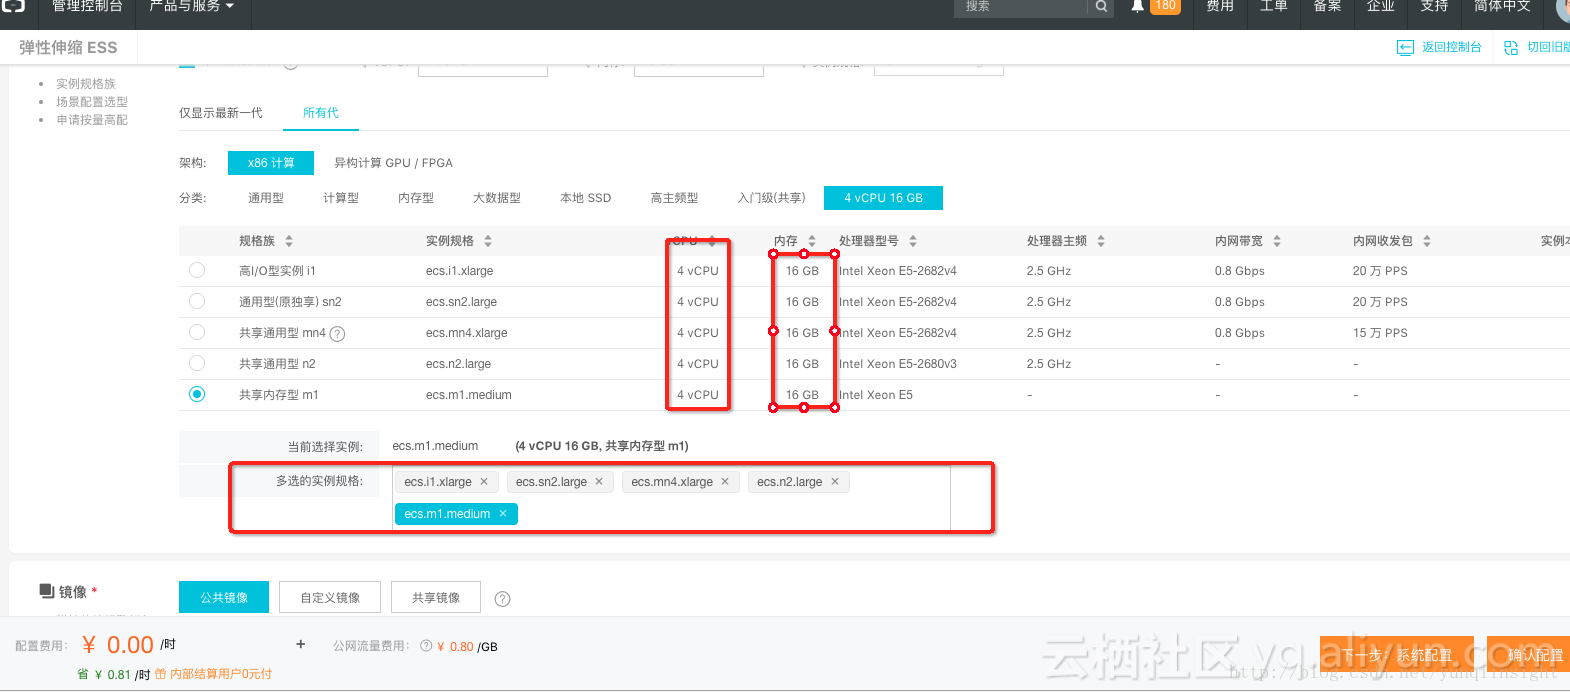 管理控制台 产品与服务 搜索 180 费用 工单 备案 企业 支持 简体中文
弹性伸缩 ESS 返回控制台 切回旧版
实例规格族
场景配置选型
申请按量高配
仅显示最新一代 所有代
架构: x86 计算 异构计算 GPU / FPGA
分类: 通用型 计算型 内存型 大数据型 本地 SSD 高主频型 入门级(共享) 4 vCPU 16 GB
规格族 实例规格 CPU 内存 处理器型号 处理器主频 内网带宽 内网收发包 实例本
高I/O型实例 i1 ecs.i1.xlarge 4 vCPU 16 GB Intel Xeon E5-2682v4 2.5 GHz 0.8 Gbps 20 万 PPS
通用型(原独享) sn2 ecs.sn2.large 4 vCPU 16 GB Intel Xeon E5-2682v4 2.5 GHz 0.8 Gbps 20 万 PPS
共享通用型 mn4 ? ecs.mn4.xlarge 4 vCPU 16 GB Intel Xeon E5-2682v4 2.5 GHz 0.8 Gbps 15 万 PPS
共享通用型 n2 ecs.n2.large 4 vCPU 16 GB Intel Xeon E5-2680v3 2.5 GHz - -
共享内存型 m1 ecs.m1.medium 4 vCPU 16 GB Intel Xeon E5 - - -
当前选择实例: ecs.m1.medium (4 vCPU 16 GB, 共享内存型 m1)
多选的实例规格: ecs.i1.xlarge × ecs.sn2.large × ecs.mn4.xlarge × ecs.n2.large ×
ecs.m1.medium ×
镜像 * 公共镜像 自定义镜像 共享镜像 ?
配置费用: ¥ 0.00 /时 + 公网流量费用: ? ¥ 0.80 /GB
省 ¥ 0.81 /时 内部结算用户0元付
下一步: 系统配置 确认配置
云栖社区 yq.aliyun.com
http://blog.csdn.net/yunqiinsight